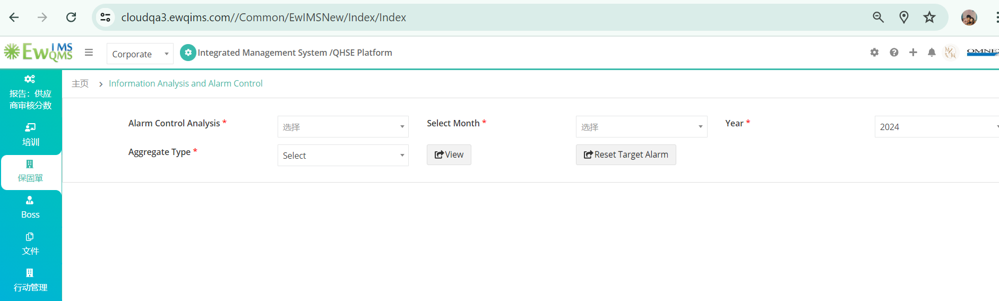 cloudqa3.ewqims.com//Common/EwIMSNew/Index/Index
EwIMS QMS
Corporate
Integrated Management System /QHSE Platform
主页
Information Analysis and Alarm Control
报告：供应
商审核分数
培训
保固單
Boss
文件
行动管理
Alarm Control Analysis *
选择
Select Month *
选择
Year *
2024
Aggregate Type *
Select
View
Reset Target Alarm